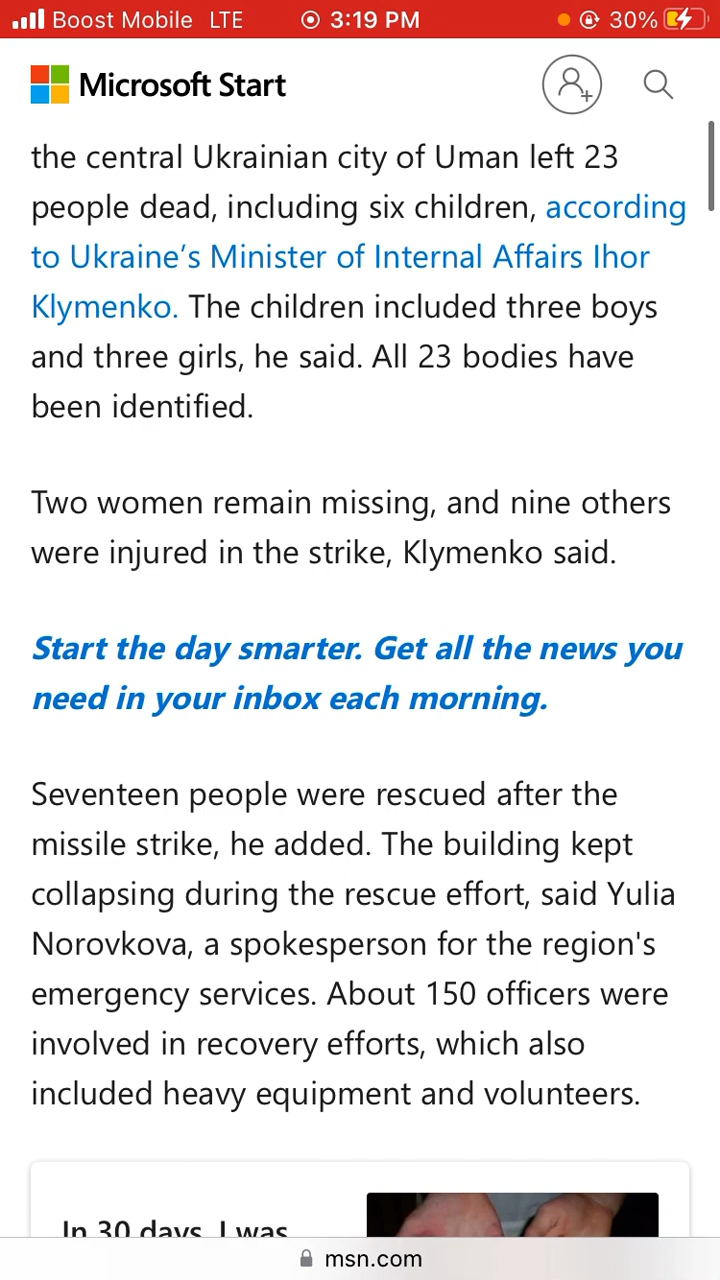 Boost Mobile LTE 3:19 PM 30%
Microsoft Start
the central Ukrainian city of Uman left 23
people dead, including six children, according
to Ukraine’s Minister of Internal Affairs Ihor
Klymenko. The children included three boys
and three girls, he said. All 23 bodies have
been identified.
Two women remain missing, and nine others
were injured in the strike, Klymenko said.
Start the day smarter. Get all the news you
need in your inbox each morning.
Seventeen people were rescued after the
missile strike, he added. The building kept
collapsing during the rescue effort, said Yulia
Norovkova, a spokesperson for the region's
emergency services. About 150 officers were
involved in recovery efforts, which also
included heavy equipment and volunteers.
In 30 days, I was
msn.com